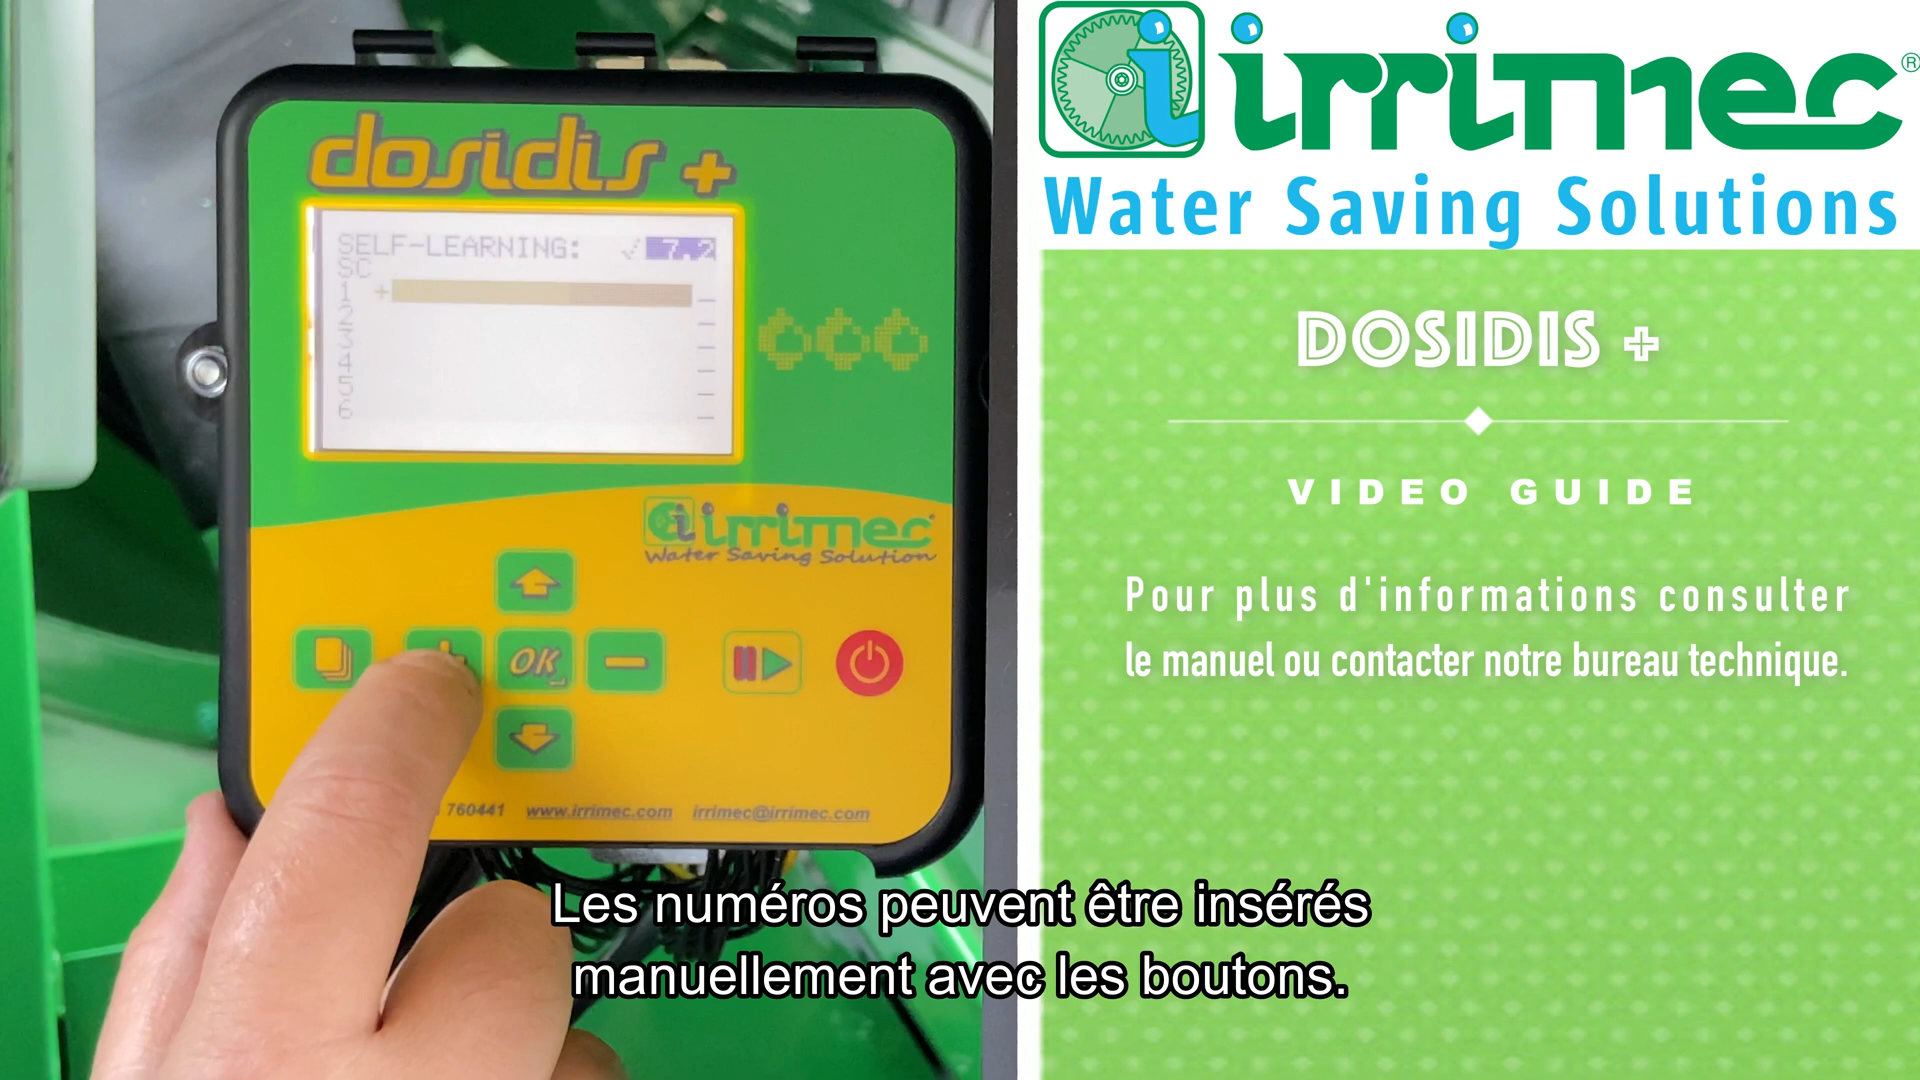 dosidis +
SELF-LEARNING: ✓ 7.2
SC
1 + _
2 _
3 _
4 _
5 _
6 _
irrimec
Water Saving Solution
OK
760441 www.irrimec.com irrimec@irrimec.com
irrimec®
Water Saving Solutions
DOSIDIS +
VIDEO GUIDE
Pour plus d'informations consulter
le manuel ou contacter notre bureau technique.
Les numéros peuvent être insérés
manuellement avec les boutons.